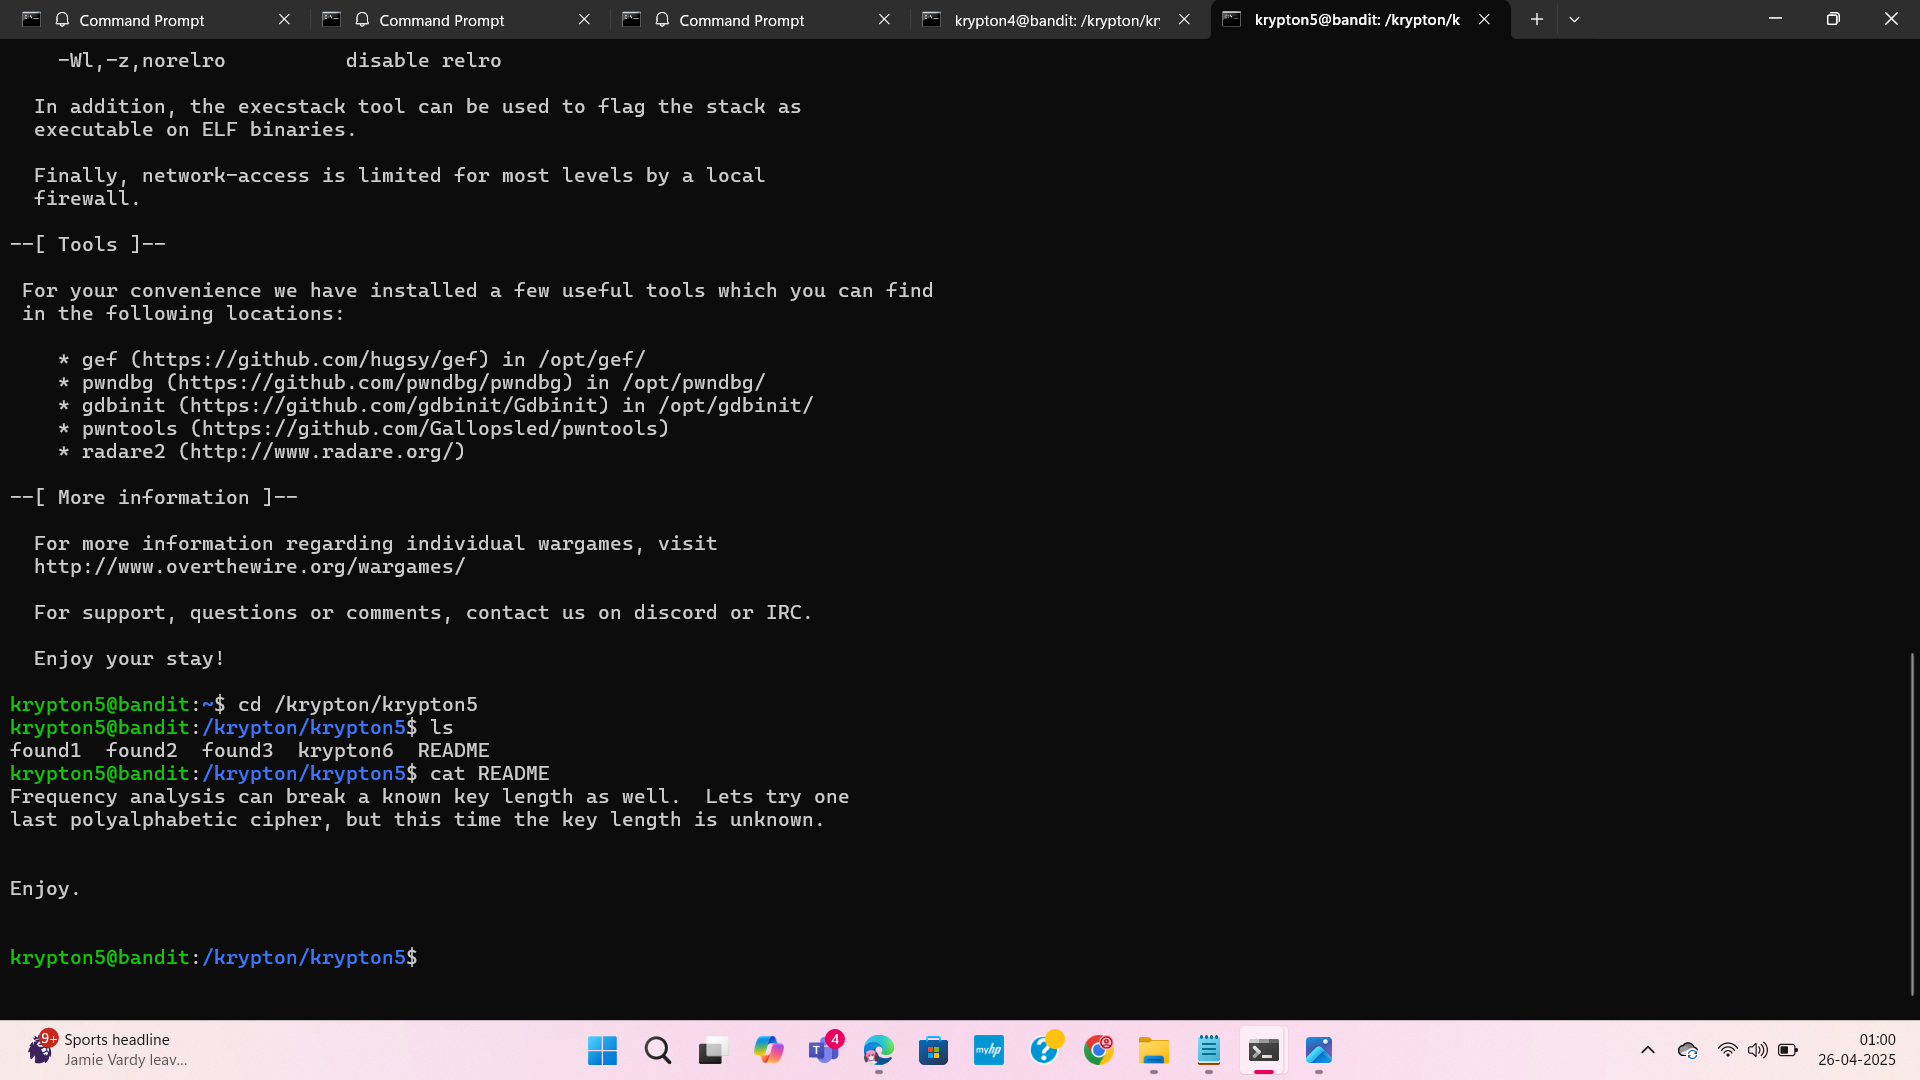 Command Prompt
Command Prompt
Command Prompt
krypton4@bandit: /krypton/kr
krypton5@bandit: /krypton/k
-Wl,-z,norelro          disable relro
In addition, the execstack tool can be used to flag the stack as
executable on ELF binaries.
Finally, network-access is limited for most levels by a local
firewall.
--[ Tools ]--
For your convenience we have installed a few useful tools which you can find
in the following locations:
* gef (https://github.com/hugsy/gef) in /opt/gef/
* pwndbg (https://github.com/pwndbg/pwndbg) in /opt/pwndbg/
* gdbinit (https://github.com/gdbinit/Gdbinit) in /opt/gdbinit/
* pwntools (https://github.com/Gallopsled/pwntools)
* radare2 (http://www.radare.org/)
--[ More information ]--
For more information regarding individual wargames, visit
http://www.overthewire.org/wargames/
For support, questions or comments, contact us on discord or IRC.
Enjoy your stay!
krypton5@bandit:~$ cd /krypton/krypton5
krypton5@bandit:/krypton/krypton5$ ls
found1  found2  found3  krypton6  README
krypton5@bandit:/krypton/krypton5$ cat README
Frequency analysis can break a known key length as well.  Lets try one
last polyalphabetic cipher, but this time the key length is unknown.
Enjoy.
krypton5@bandit:/krypton/krypton5$
9+
Sports headline
Jamie Vardy leav...
T
4
myhp
?
01:00
26-04-2025